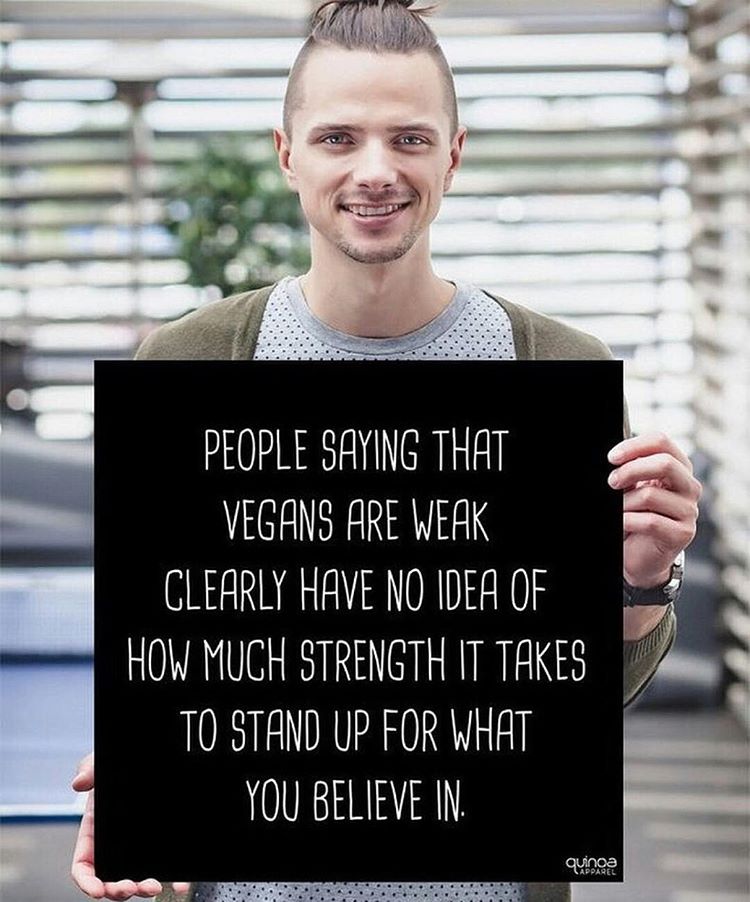 PEOPLE SAYING THAT
VEGANS ARE WEAK
CLEARLY HAVE NO IDEA OF
HOW MUCH STRENGTH IT TAKES
TO STAND UP FOR WHAT
YOU BELIEVE IN.
quinoa
APPAREL